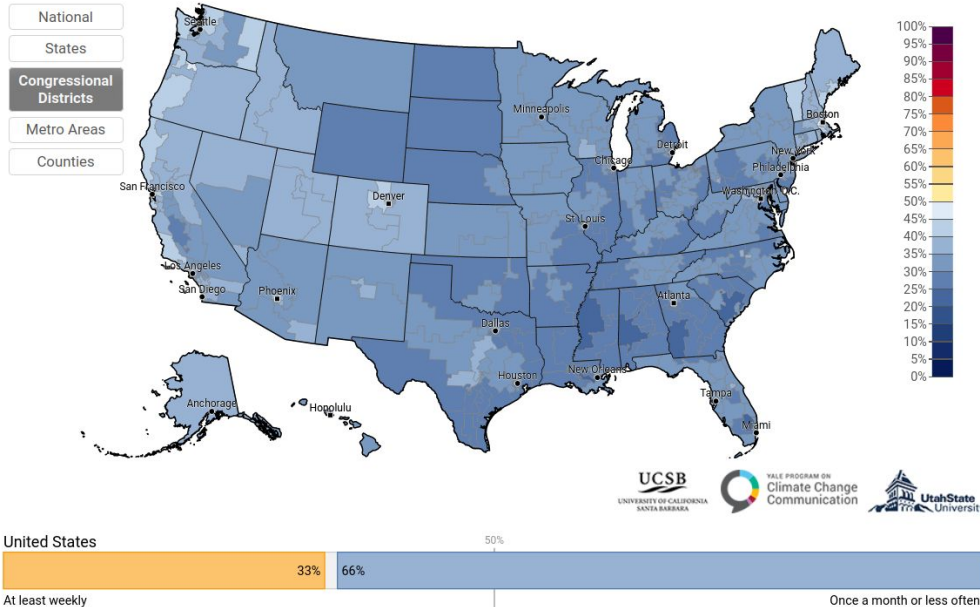 National
States
Congressional
Districts
Metro Areas
Counties
Seattle
Minneapolis
Boston
Detroit
Chicago
New York
Philadelphia
Washington D.C.
San Francisco
Denver
St. Louis
Los Angeles
San Diego
Phoenix
Atlanta
Dallas
Houston
New Orleans
Tampa
Miami
Anchorage
Honolulu
100%
95%
90%
85%
80%
75%
70%
65%
60%
55%
50%
45%
40%
35%
30%
25%
20%
15%
10%
5%
0%
UCSB
UNIVERSITY OF CALIFORNIA
SANTA BARBARA
YALE PROGRAM ON
Climate Change
Communication
UtahState
University
United States
50%
33%
66%
At least weekly
Once a month or less often